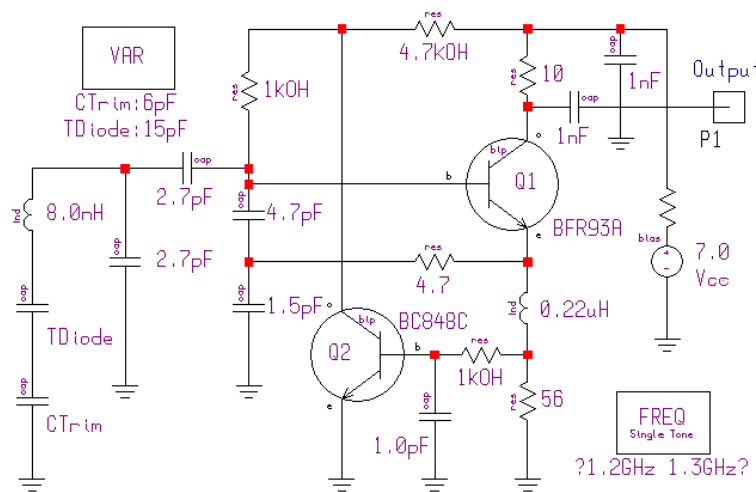 res
4.7kOH
VAR
CTrim:6pF
TDiode:15pF
res
1kOH
res
10
cap
1nF
Output
cap
1nF
P1
cap
2.7pF
b
blp
c
Q1
BFR93A
e
Ind
8.0nH
cap
4.7pF
cap
2.7pF
res
4.7
bias
7.0
Vcc
cap
TDiode
cap
1.5pF
c
blp
Q2
BC848C
b
e
res
1kOH
Ind
0.22uH
cap
CTrim
cap
1.0pF
res
56
FREQ
Single Tone
?1.2GHz 1.3GHz?